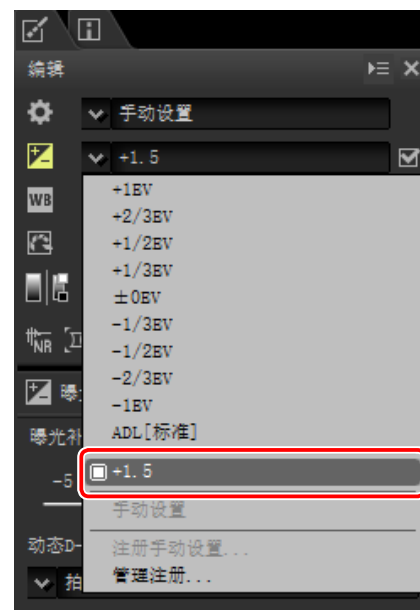 编辑
手动设置
+1.5
WB
+1EV
+2/3EV
+1/2EV
+1/3EV
±0EV
-1/3EV
NR
-1/2EV
-2/3EV
曝
-1EV
曝光补
ADL[标准]
-5
+1.5
手动设置
动态D-
注册手动设置...
拍
管理注册...